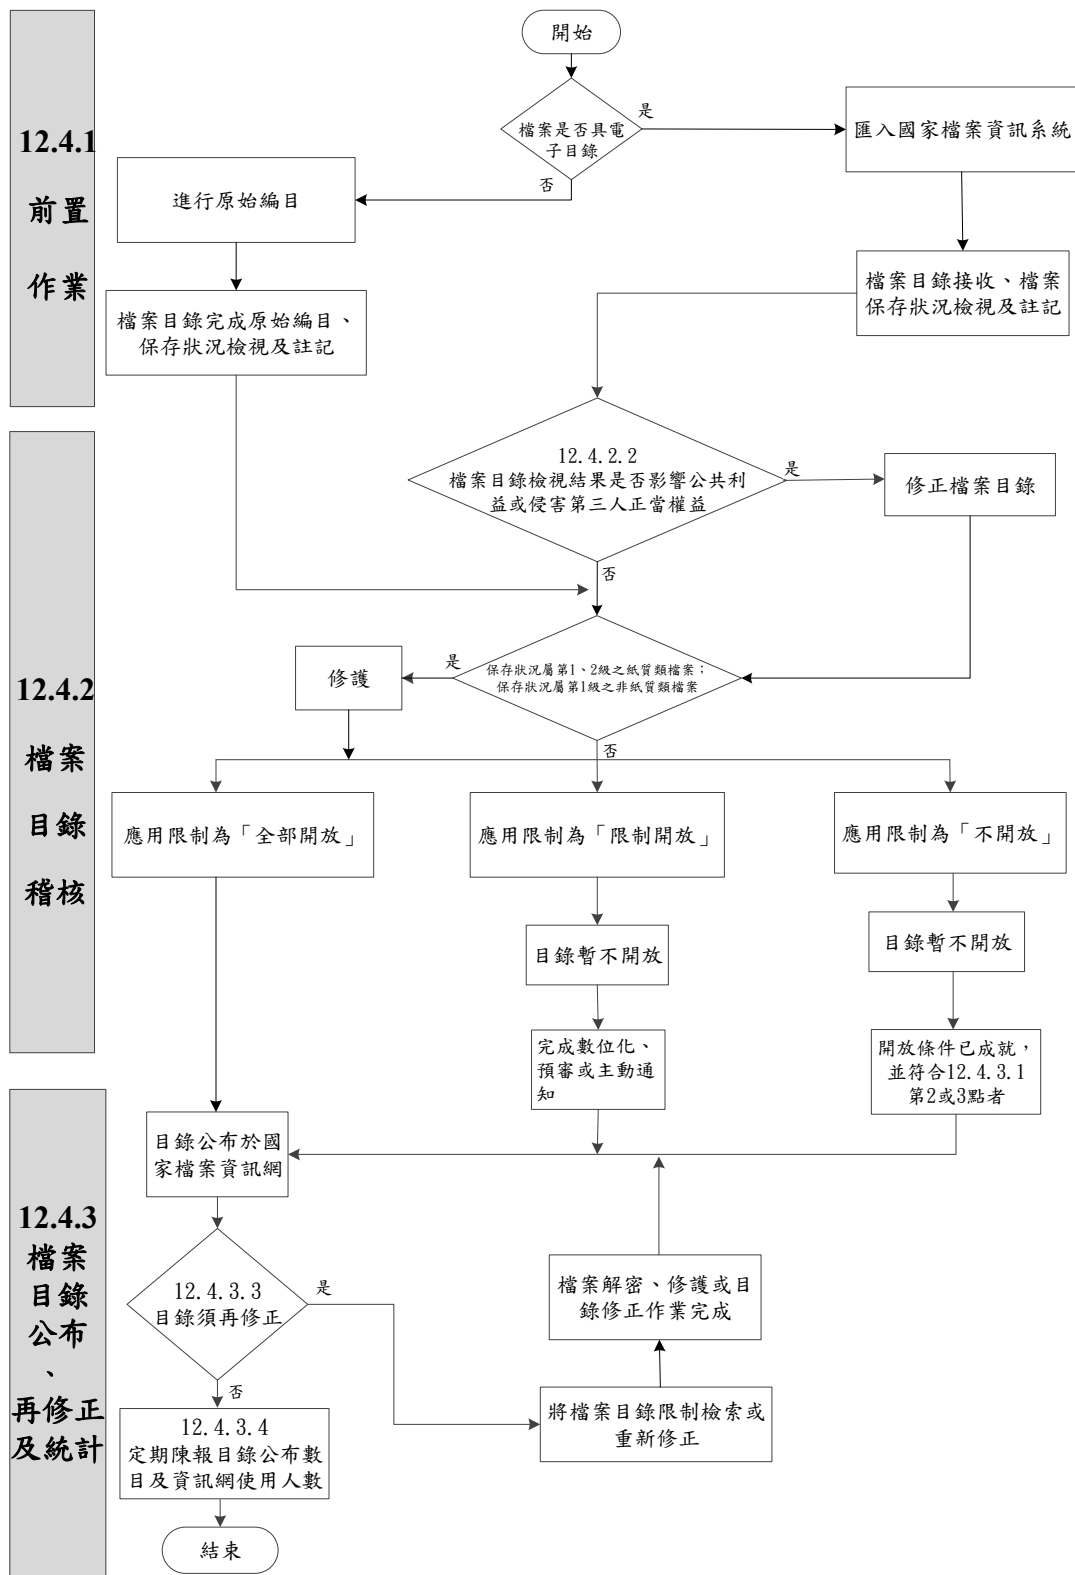 12.4.1
前置
作業
開始
檔案是否具電
子目錄
是
否
匯入國家檔案資訊系統
進行原始編目
檔案目錄接收、檔案
保存狀況檢視及註記
檔案目錄完成原始編目、
保存狀況檢視及註記
12.4.2
檔案
目錄
稽核
12.4.2.2
檔案目錄檢視結果是否影響公共利
益或侵害第三人正當權益
是
否
修正檔案目錄
保存狀況屬第1、2級之紙質類檔案；
保存狀況屬第1級之非紙質類檔案
是
否
修護
應用限制為「全部開放」
應用限制為「限制開放」
應用限制為「不開放」
目錄暫不開放
目錄暫不開放
完成數位化、
預審或主動通
知
開放條件已成就，
並符合12.4.3.1
第2或3點者
12.4.3
檔案
目錄
公布
、
再修正
及統計
目錄公布於國
家檔案資訊網
12.4.3.3
目錄須再修正
是
否
檔案解密、修護或目
錄修正作業完成
將檔案目錄限制檢索或
重新修正
12.4.3.4
定期陳報目錄公布數
目及資訊網使用人數
結束